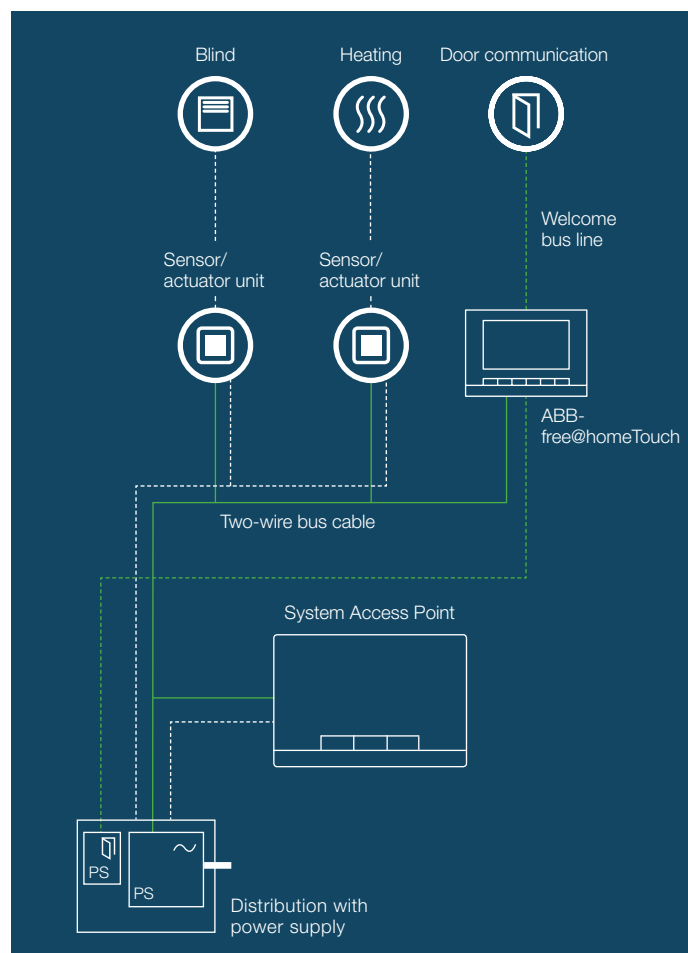 Blind
Heating
Door communication
Welcome
bus line
Sensor/
actuator unit
Sensor/
actuator unit
ABB-
free@homeTouch
Two-wire bus cable
System Access Point
PS
PS
Distribution with
power supply